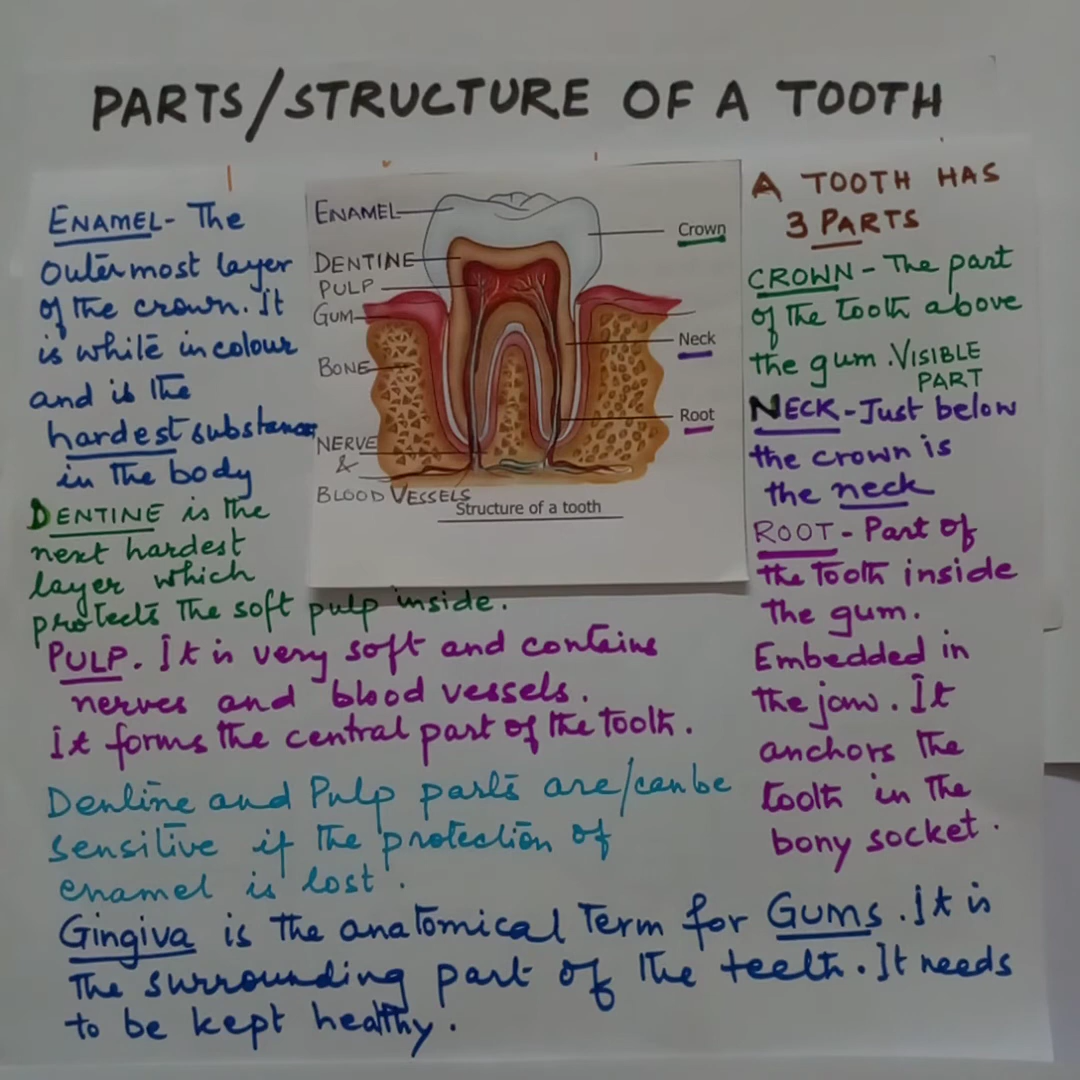 PARTS/STRUCTURE OF A TOOTH
ENAMEL- The
outermost layer
of the crown. It
is white in colour
and is the
hardest substance
in the body
DENTINE is the
next hardest
layer which
protects the soft pulp inside.
PULP. It is very soft and contains
nerves and blood vessels.
It forms the central part of the tooth.
Dentine and Pulp parts are/can be
sensitive if the protection of
enamel is lost.
ENAMEL
DENTINE
PULP
GUM
BONE
NERVE
&
BLOOD VESSELS
Crown
Neck
Root
Structure of a tooth
A TOOTH HAS
3 PARTS
CROWN - The part
of the tooth above
the gum. VISIBLE
PART
NECK - Just below
the crown is
the neck
ROOT - Part of
the tooth inside
the gum.
Embedded in
the jaw. It
anchors the
tooth in the
bony socket.
Gingiva is the anatomical term for Gums. It is
the surrounding part of the teeth. It needs
to be kept healthy.